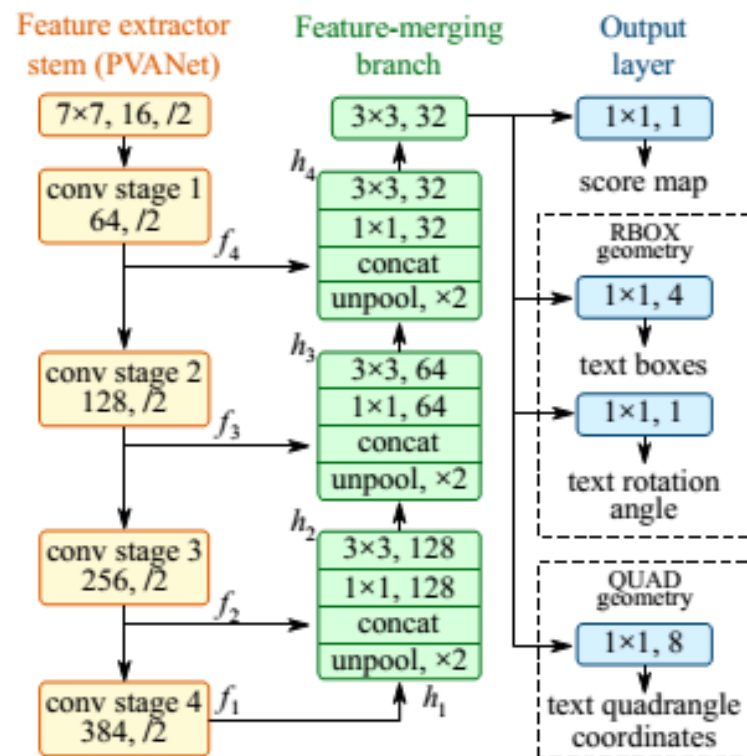 Feature extractor
stem (PVANet)
7×7, 16, /2
conv stage 1
64, /2
f4
conv stage 2
128, /2
f3
conv stage 3
256, /2
f2
conv stage 4
384, /2
f1
Feature-merging
branch
3×3, 32
h4
3×3, 32
1×1, 32
concat
unpool, ×2
h3
3×3, 64
1×1, 64
concat
unpool, ×2
h2
3×3, 128
1×1, 128
concat
unpool, ×2
h1
Output
layer
1×1, 1
score map
RBOX
geometry
1×1, 4
text boxes
1×1, 1
text rotation
angle
QUAD
geometry
1×1, 8
text quadrangle
coordinates